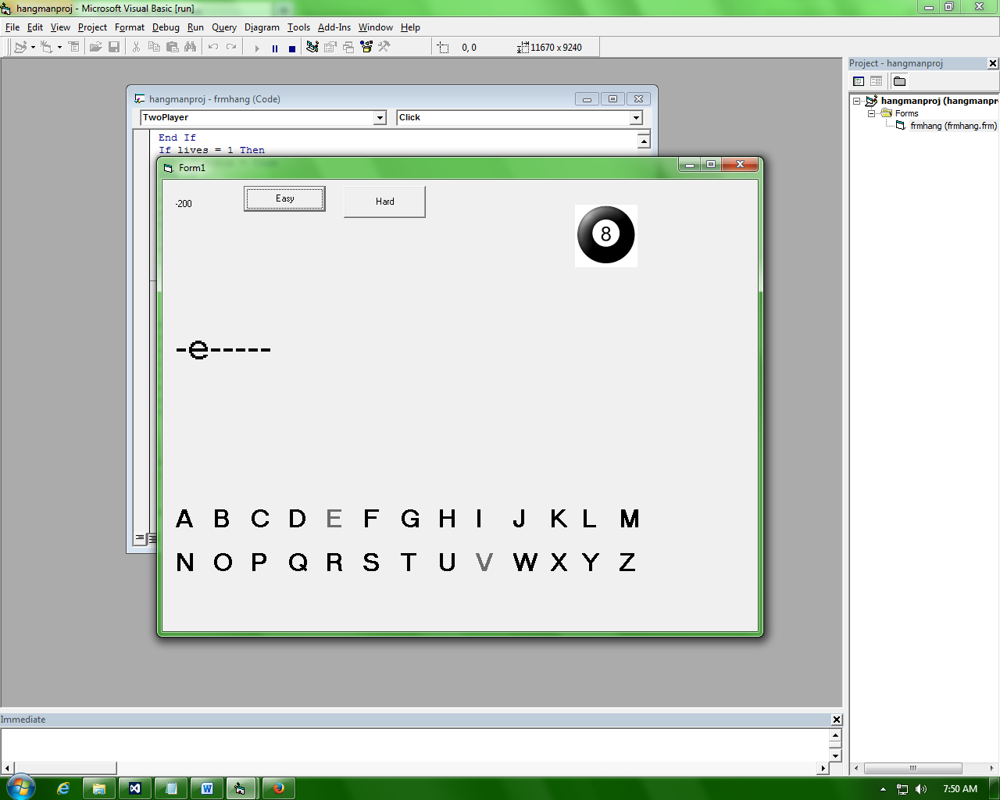 hangmanproj - Microsoft Visual Basic [run]
File Edit View Project Format Debug Run Query Diagram Tools Add-Ins Window Help
0, 0 11670 x 9240
Project - hangmanproj
hangmanproj (hangmanpr
Forms
frmhang (frmhang.frm)
hangmanproj - frmhang (Code)
TwoPlayer Click
End If
If lives = 1 Then
Form1
-200 Easy Hard
8
-e-----
A B C D E F G H I J K L M
N O P Q R S T U V W X Y Z
Immediate
7:50 AM